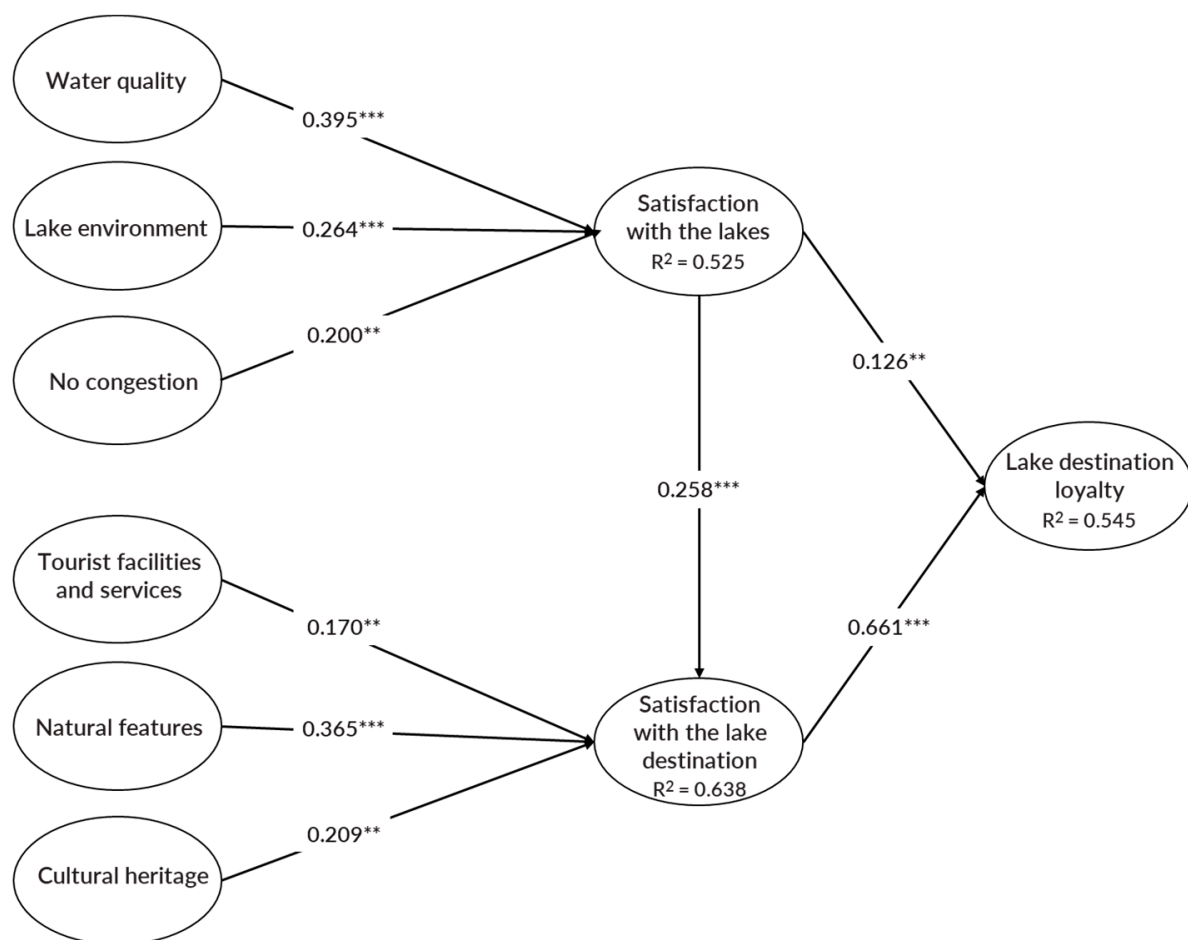 Water quality
0.395***
Lake environment
0.264***
No congestion
0.200**
Satisfaction
with the lakes
R² = 0.525
0.126**
0.258***
Lake destination
loyalty
R² = 0.545
Tourist facilities
and services
0.170**
Natural features
0.365***
Cultural heritage
0.209**
Satisfaction
with the lake
destination
R² = 0.638
0.661***